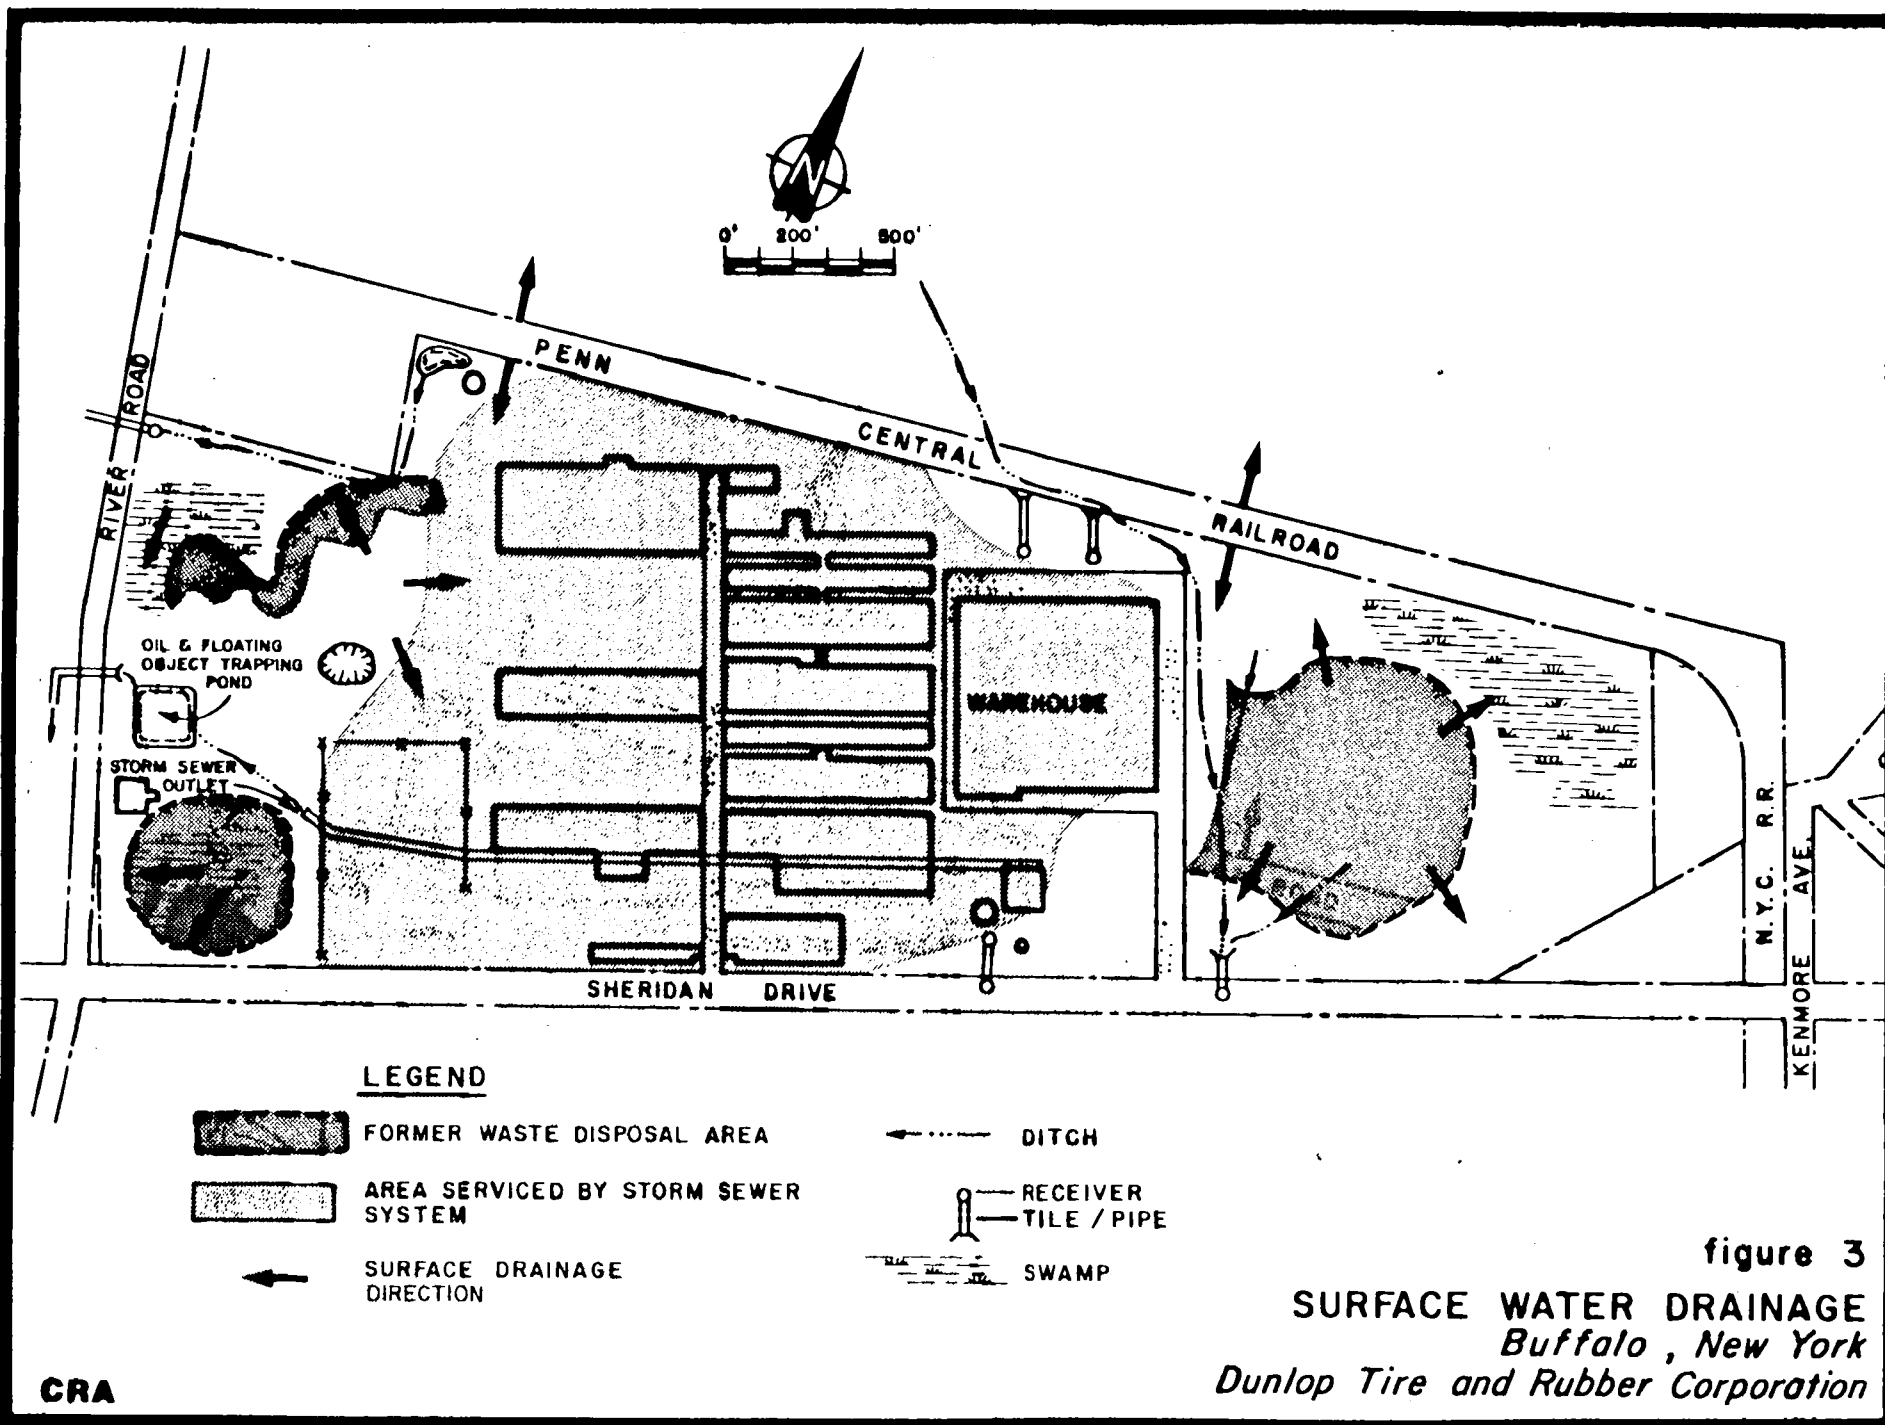 N
0' 200' 500'
PENN
CENTRAL
RAILROAD
RIVER ROAD
OIL & FLOATING
OBJECT TRAPPING
POND
STORM SEWER
OUTLET
WAREHOUSE
POND
N.Y.C. R.R.
KENMORE AVE.
SHERIDAN DRIVE
LEGEND
FORMER WASTE DISPOSAL AREA
AREA SERVICED BY STORM SEWER
SYSTEM
SURFACE DRAINAGE
DIRECTION
DITCH
RECEIVER
TILE / PIPE
SWAMP
figure 3
SURFACE WATER DRAINAGE
Buffalo, New York
Dunlop Tire and Rubber Corporation
CRA